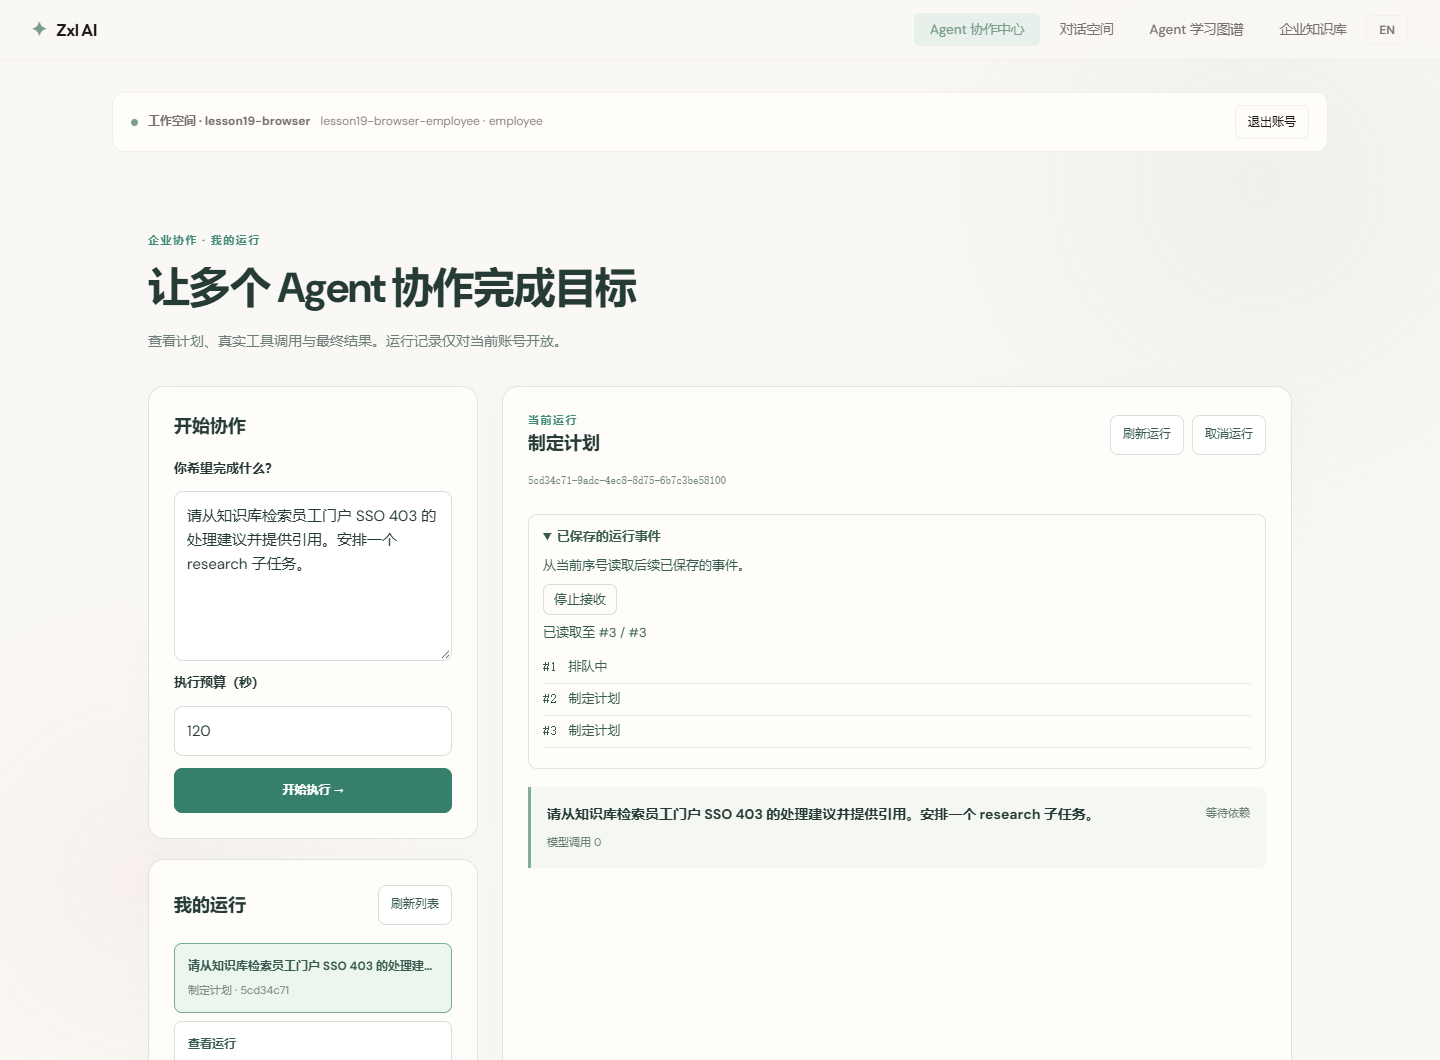 Zxl AI
Agent 协作中心
对话空间
Agent 学习图谱
企业知识库
EN
工作空间 · lesson19-browser lesson19-browser-employee · employee
退出账号
企业协作 · 我的运行
让多个 Agent 协作完成目标
查看计划、真实工具调用与最终结果。运行记录仅对当前账号开放。
开始协作
你希望完成什么？
请从知识库检索员工门户 SSO 403 的
处理建议并提供引用。安排一个
research 子任务。
执行预算（秒）
120
开始执行 →
我的运行
刷新列表
请从知识库检索员工门户 SSO 403 的处理建...
制定计划 · 5cd34c71
查看运行
当前运行
制定计划
刷新运行
取消运行
5cd34c71-9adc-4ec8-8d75-6b7c3be58100
▼ 已保存的运行事件
从当前序号读取后续已保存的事件。
停止接收
已读取至 #3 / #3
#1 排队中
#2 制定计划
#3 制定计划
请从知识库检索员工门户 SSO 403 的处理建议并提供引用。安排一个 research 子任务。
等待依赖
模型调用 0